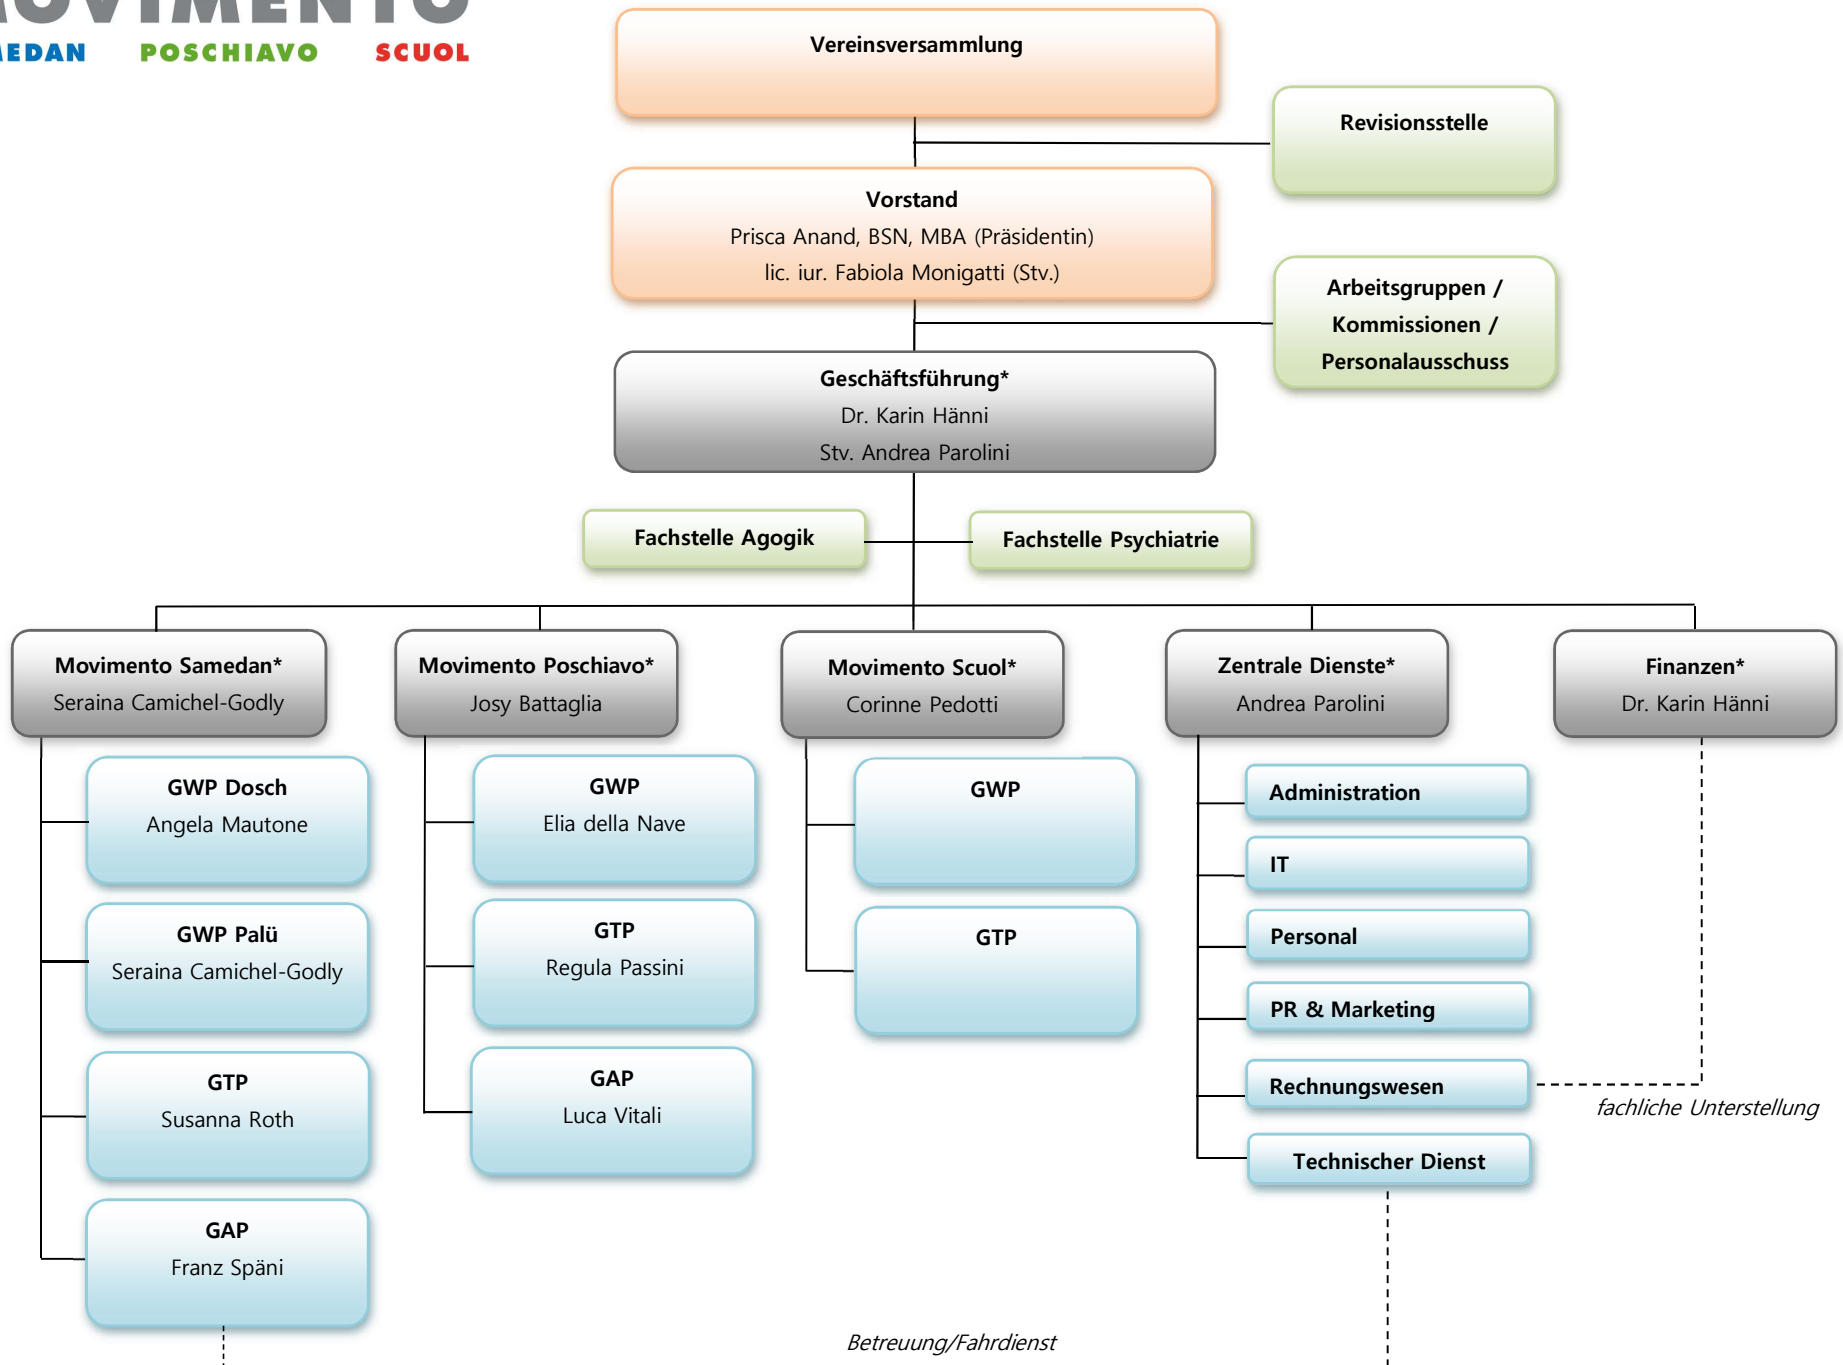 MOVIMENTO
MEDAN POSCHIAVO SCUOL
Vereinsversammlung
Revisionsstelle
Vorstand
Prisca Anand, BSN, MBA (Präsidentin)
lic. iur. Fabiola Monigatti (Stv.)
Arbeitsgruppen /
Kommissionen /
Personalausschuss
Geschäftsführung*
Dr. Karin Hänni
Stv. Andrea Parolini
Fachstelle Agogik
Fachstelle Psychiatrie
Movimento Samedan*
Seraina Camichel-Godly
Movimento Poschiavo*
Josy Battaglia
Movimento Scuol*
Corinne Pedotti
Zentrale Dienste*
Andrea Parolini
Finanzen*
Dr. Karin Hänni
GWP Dosch
Angela Mautone
GWP Palü
Seraina Camichel-Godly
GTP
Susanna Roth
GAP
Franz Späni
GWP
Elia della Nave
GTP
Regula Passini
GAP
Luca Vitali
GWP
GTP
Administration
IT
Personal
PR & Marketing
Rechnungswesen
Technischer Dienst
fachliche Unterstellung
Betreuung/Fahrdienst